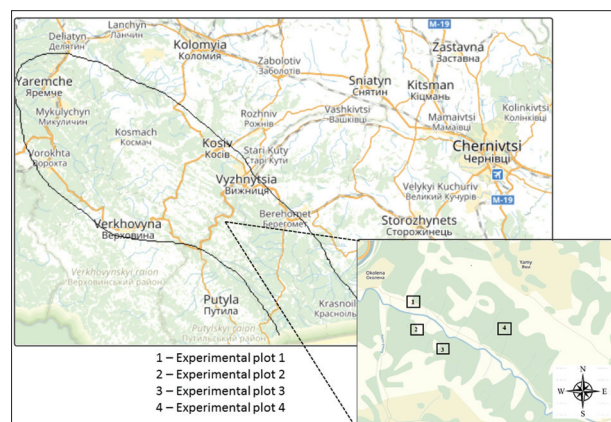 Lanchyn
Ланчин
M-19
Deliatyn
Делятин
Kolomyia
Коломия
Zastavna
Заставна
Zabolotiv
Заболотів
Yaremche
Яремче
Sniatyn
Снятин
Kitsman
Кіцмань
Mykulychyn
Микуличин
Rozhniv
Рожнів
Vashkivtsi
Вашківці
Mamaivtsi
Мамаївці
Kolinkivtsi
Колінківці
Kosmach
Космач
Kosiv
Косів
Stari Kuty
Старі Кути
Chernivtsi
Чернівці
Vorokhta
Ворохта
Vyzhnytsia
Вижниця
Velykyi Kuchuriv
Великий Кучурів
M-19
Verkhovyna
Верховина
Berehomet
Берегомет
Storozhynets
Сторожинець
Verkhovynskyi raion
Верховинський район
Putyla
Путила
Krasnoil
Красноїль
Putylskyi raion
Путильський район
Okolena
Околена
Yamy
Ями
1
2
3
4
N
W
E
S
1 – Experimental plot 1
2 – Experimental plot 2
3 – Experimental plot 3
4 – Experimental plot 4